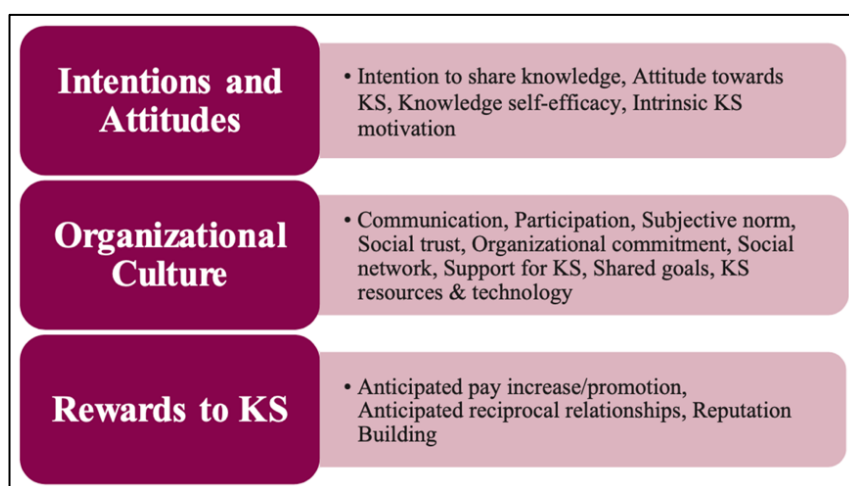 Intentions and
Attitudes
• Intention to share knowledge, Attitude towards
KS, Knowledge self-efficacy, Intrinsic KS
motivation
Organizational
Culture
• Communication, Participation, Subjective norm,
Social trust, Organizational commitment, Social
network, Support for KS, Shared goals, KS
resources & technology
Rewards to KS
• Anticipated pay increase/promotion,
Anticipated reciprocal relationships, Reputation
Building